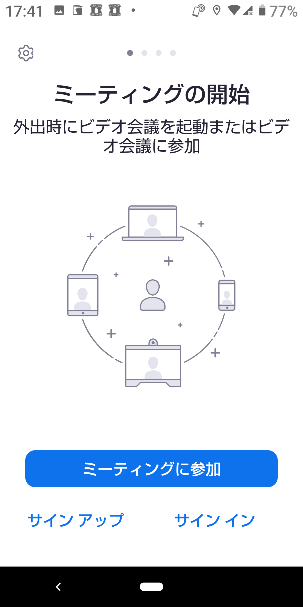 17:41 77%
ミーティングの開始
外出時にビデオ会議を起動またはビデ
オ会議に参加
ミーティングに参加
サイン アップ サイン イン